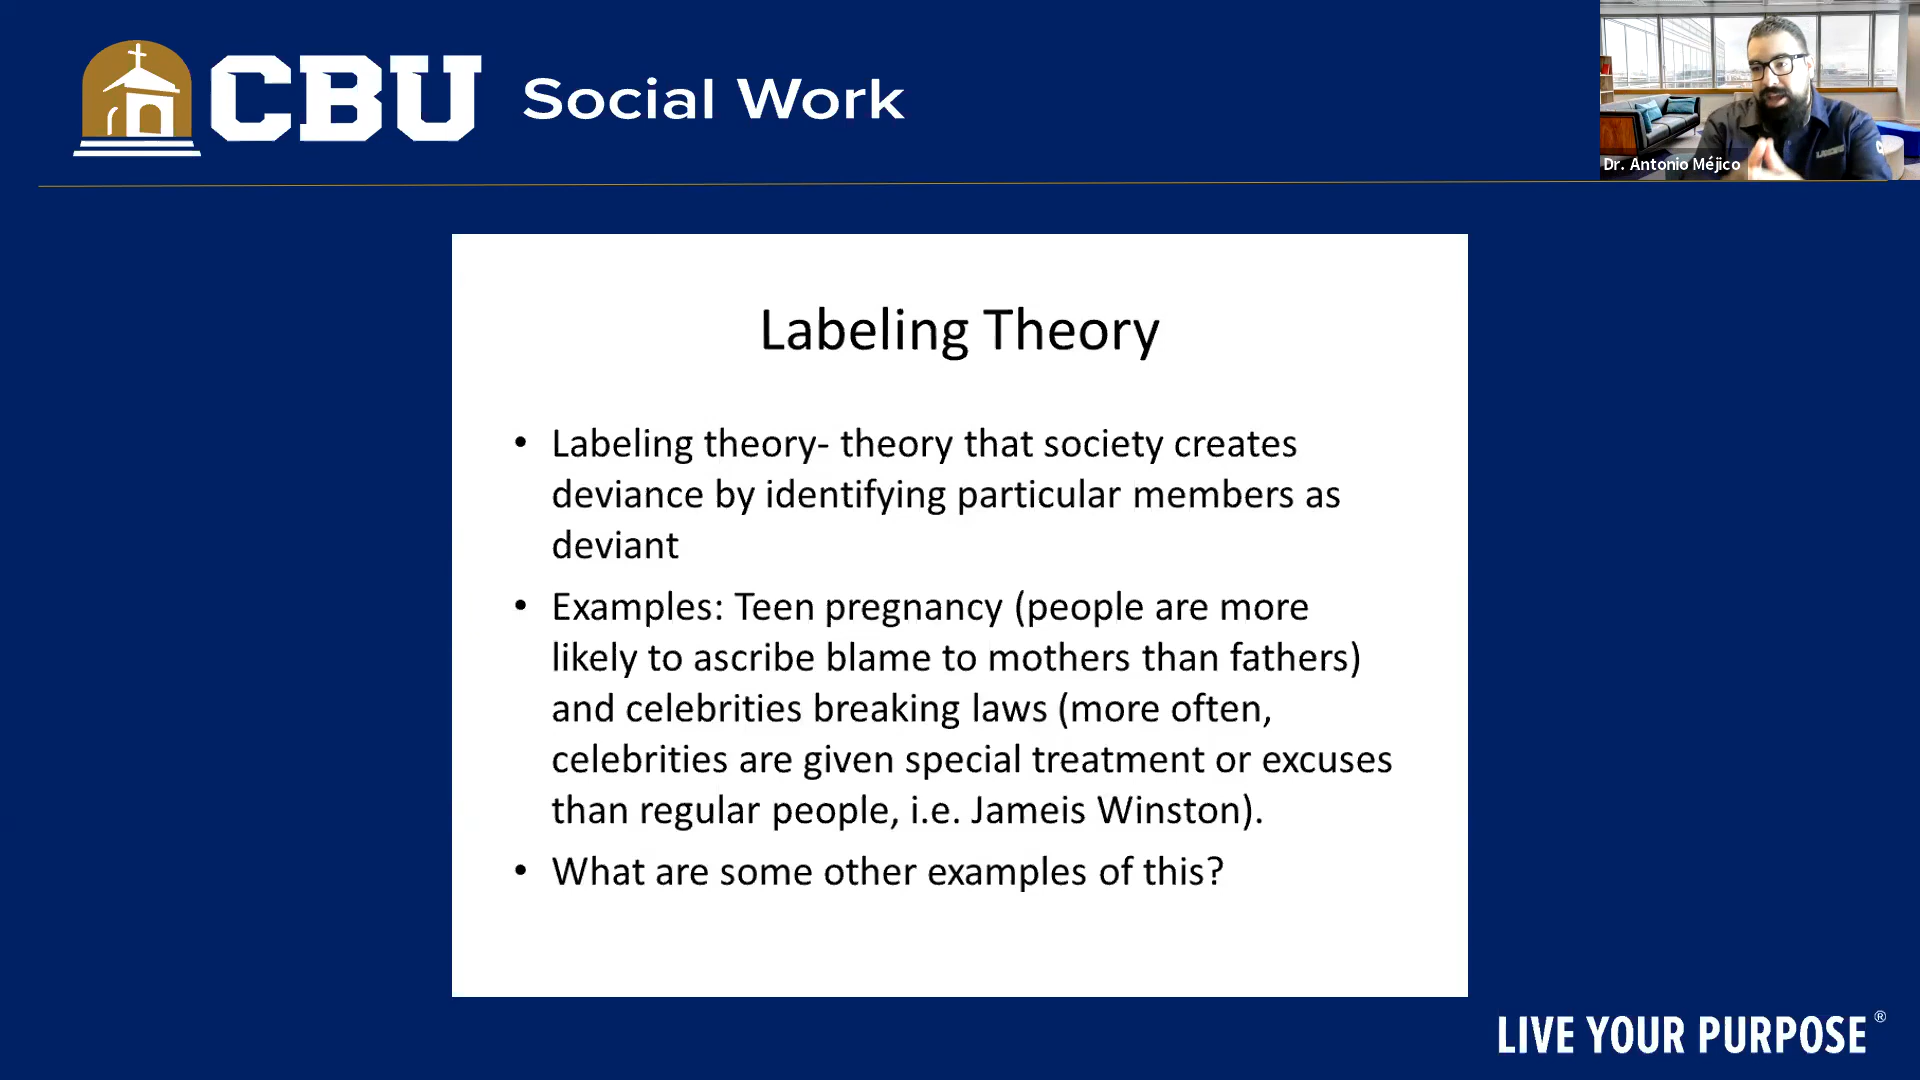 CBU Social Work
Dr. Antonio Méjico
Labeling Theory
• Labeling theory- theory that society creates
deviance by identifying particular members as
deviant
• Examples: Teen pregnancy (people are more
likely to ascribe blame to mothers than fathers)
and celebrities breaking laws (more often,
celebrities are given special treatment or excuses
than regular people, i.e. Jameis Winston).
• What are some other examples of this?
LIVE YOUR PURPOSE®